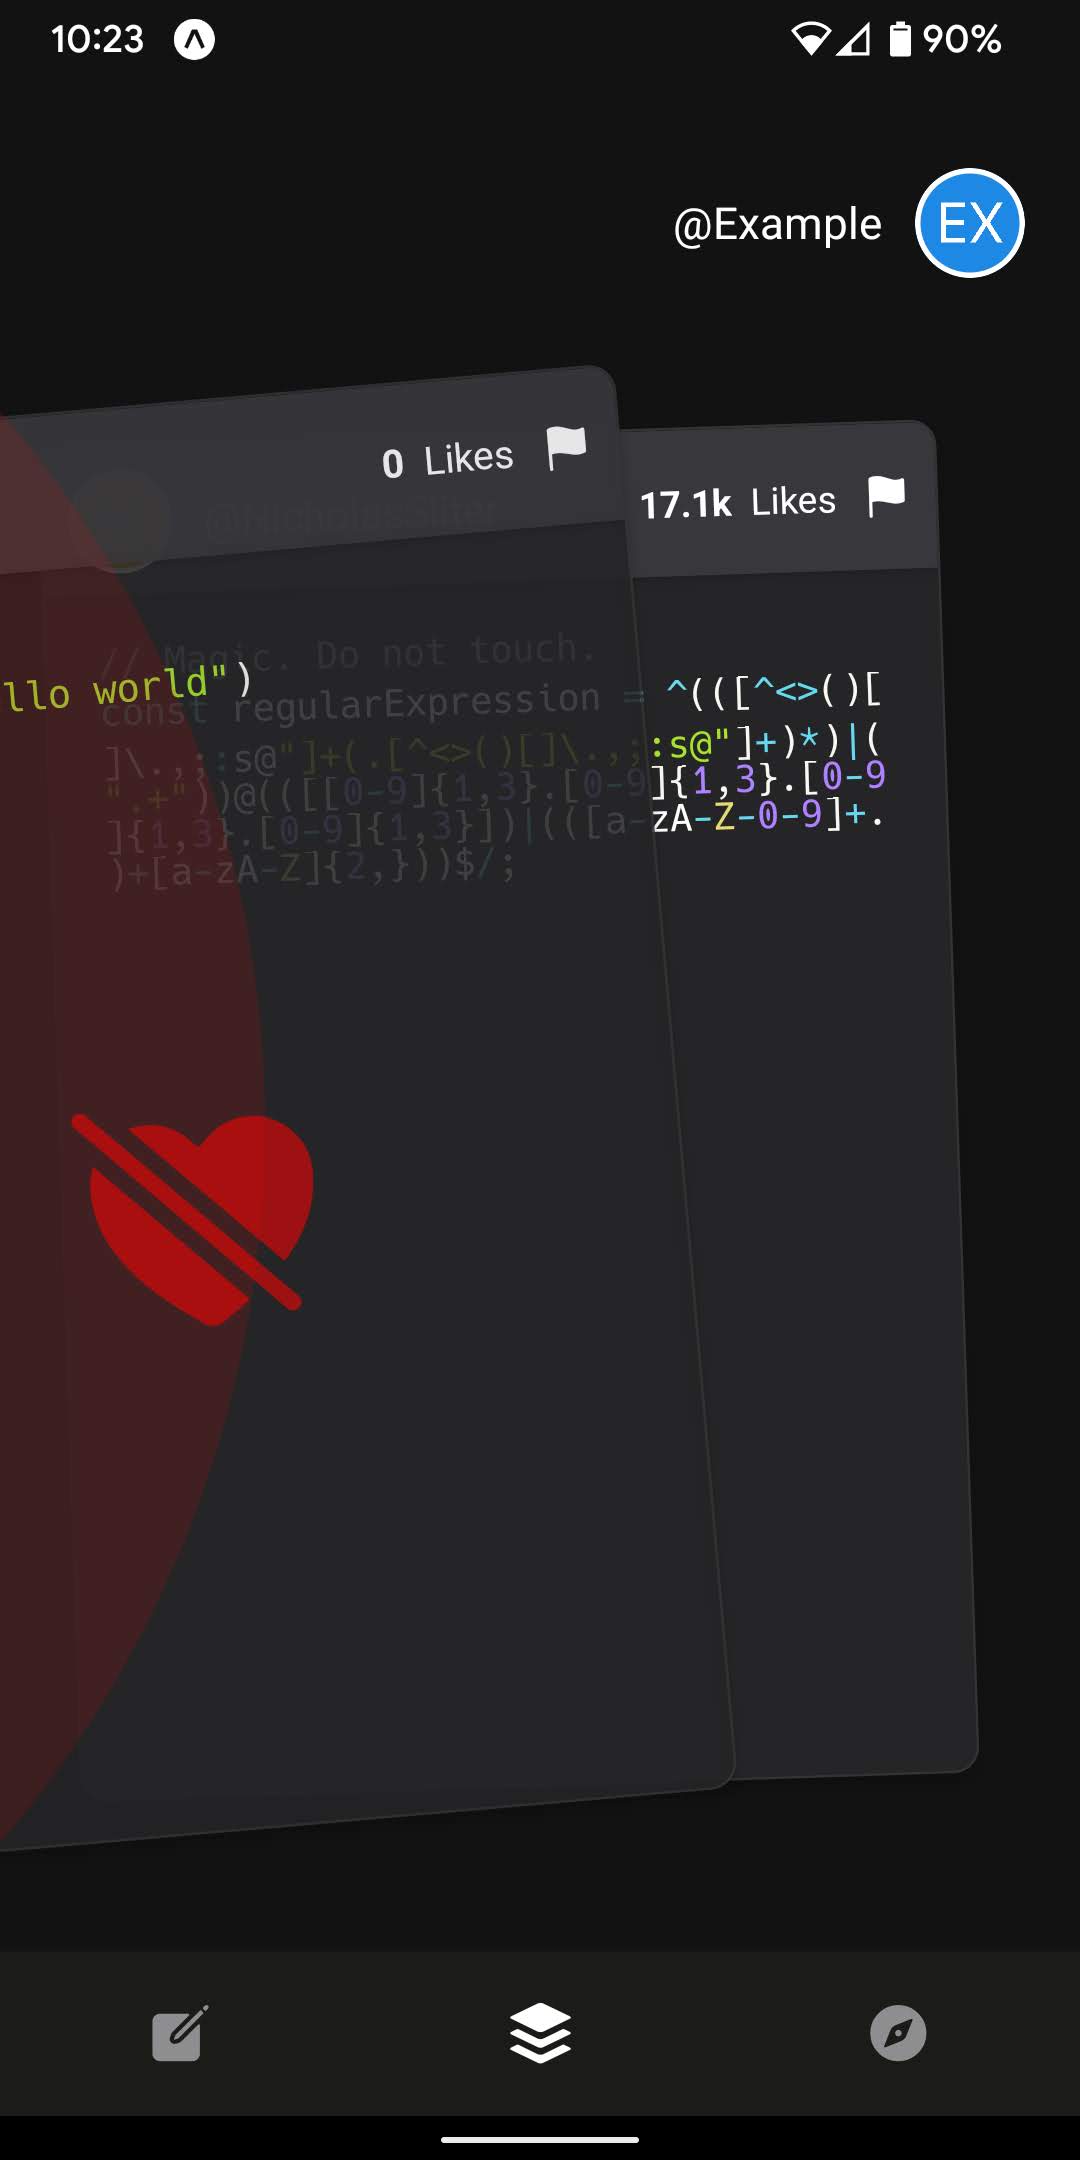 10:23
90%
@Example
EX
0 Likes
17.1k Likes
// Magic. Do not touch.
llo world")
const regularExpression = ^(([^<>()[
]\.,;:s@"]+(.[^<>()[]\.,;:s@"]+)*)|(
".+"))@(([[0-9]{1,3}.[0-9]{1,3}.[0-9
]{1,3}.[0-9]{1,3}])|(([a-zA-Z-0-9]+.
)+[a-zA-Z]{2,}))$/;